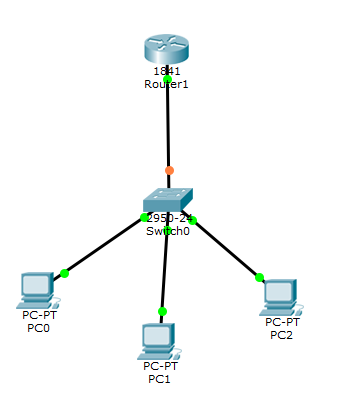 1841
Router1
2950-24
Switch0
PC-PT
PC0
PC-PT
PC1
PC-PT
PC2